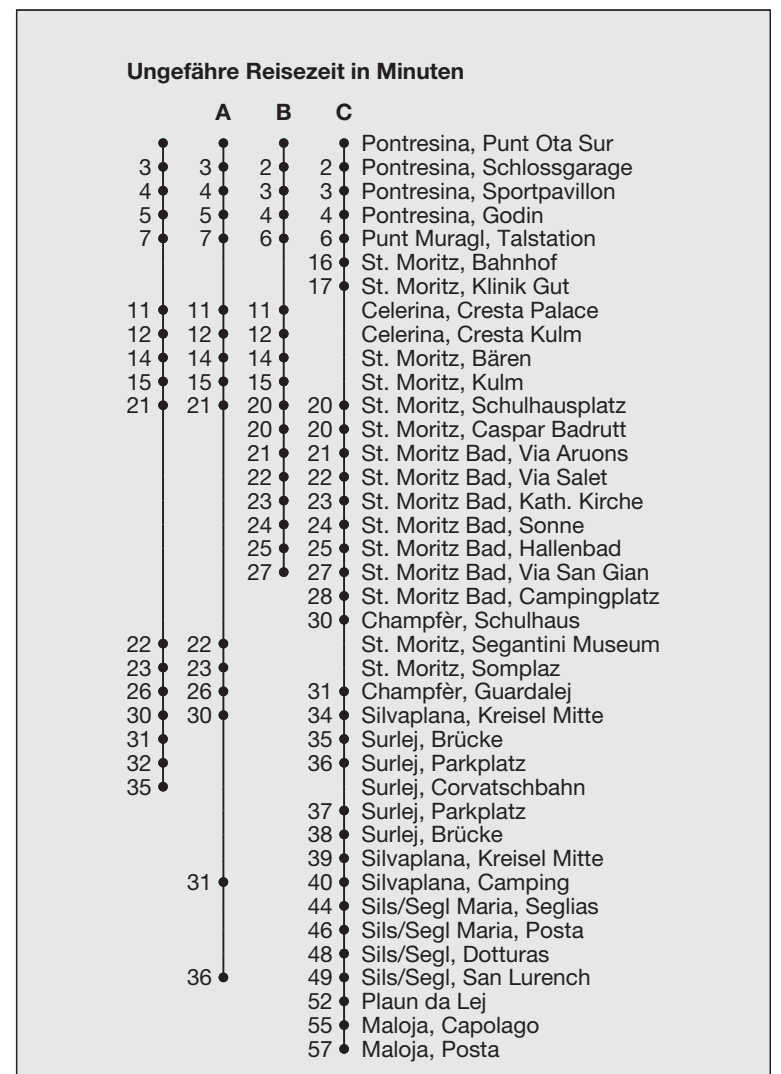 Ungefähre Reisezeit in Minuten
A B C
Pontresina, Punt Ota Sur
3 3 2 2 Pontresina, Schlossgarage
4 4 3 3 Pontresina, Sportpavillon
5 5 4 4 Pontresina, Godin
7 7 6 6 Punt Muragl, Talstation
16 St. Moritz, Bahnhof
17 St. Moritz, Klinik Gut
11 11 11 Celerina, Cresta Palace
12 12 12 Celerina, Cresta Kulm
14 14 14 St. Moritz, Bären
15 15 15 St. Moritz, Kulm
21 21 20 20 St. Moritz, Schulhausplatz
20 20 St. Moritz, Caspar Badrutt
21 21 St. Moritz Bad, Via Aruons
22 22 St. Moritz Bad, Via Salet
23 23 St. Moritz Bad, Kath. Kirche
24 24 St. Moritz Bad, Sonne
25 25 St. Moritz Bad, Hallenbad
27 27 St. Moritz Bad, Via San Gian
28 St. Moritz Bad, Campingplatz
30 Champfèr, Schulhaus
22 22 St. Moritz, Segantini Museum
23 23 St. Moritz, Somplaz
26 26 31 Champfèr, Guardalej
30 30 34 Silvaplana, Kreisel Mitte
31 35 Surlej, Brücke
32 36 Surlej, Parkplatz
35 Surlej, Corvatschbahn
37 Surlej, Parkplatz
38 Surlej, Brücke
39 Silvaplana, Kreisel Mitte
31 40 Silvaplana, Camping
44 Sils/Segl Maria, Seglias
46 Sils/Segl Maria, Posta
48 Sils/Segl, Dotturas
36 49 Sils/Segl, San Lurench
52 Plaun da Lej
55 Maloja, Capolago
57 Maloja, Posta